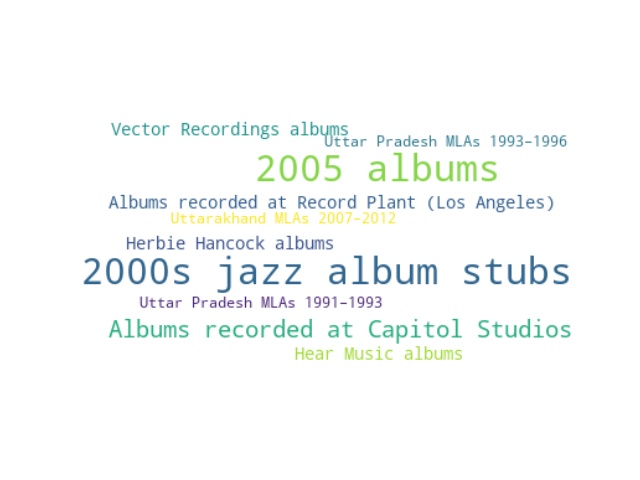 Vector Recordings albums
Uttar Pradesh MLAs 1993–1996
2005 albums
Albums recorded at Record Plant (Los Angeles)
Uttarakhand MLAs 2007–2012
Herbie Hancock albums
2000s jazz album stubs
Uttar Pradesh MLAs 1991–1993
Albums recorded at Capitol Studios
Hear Music albums